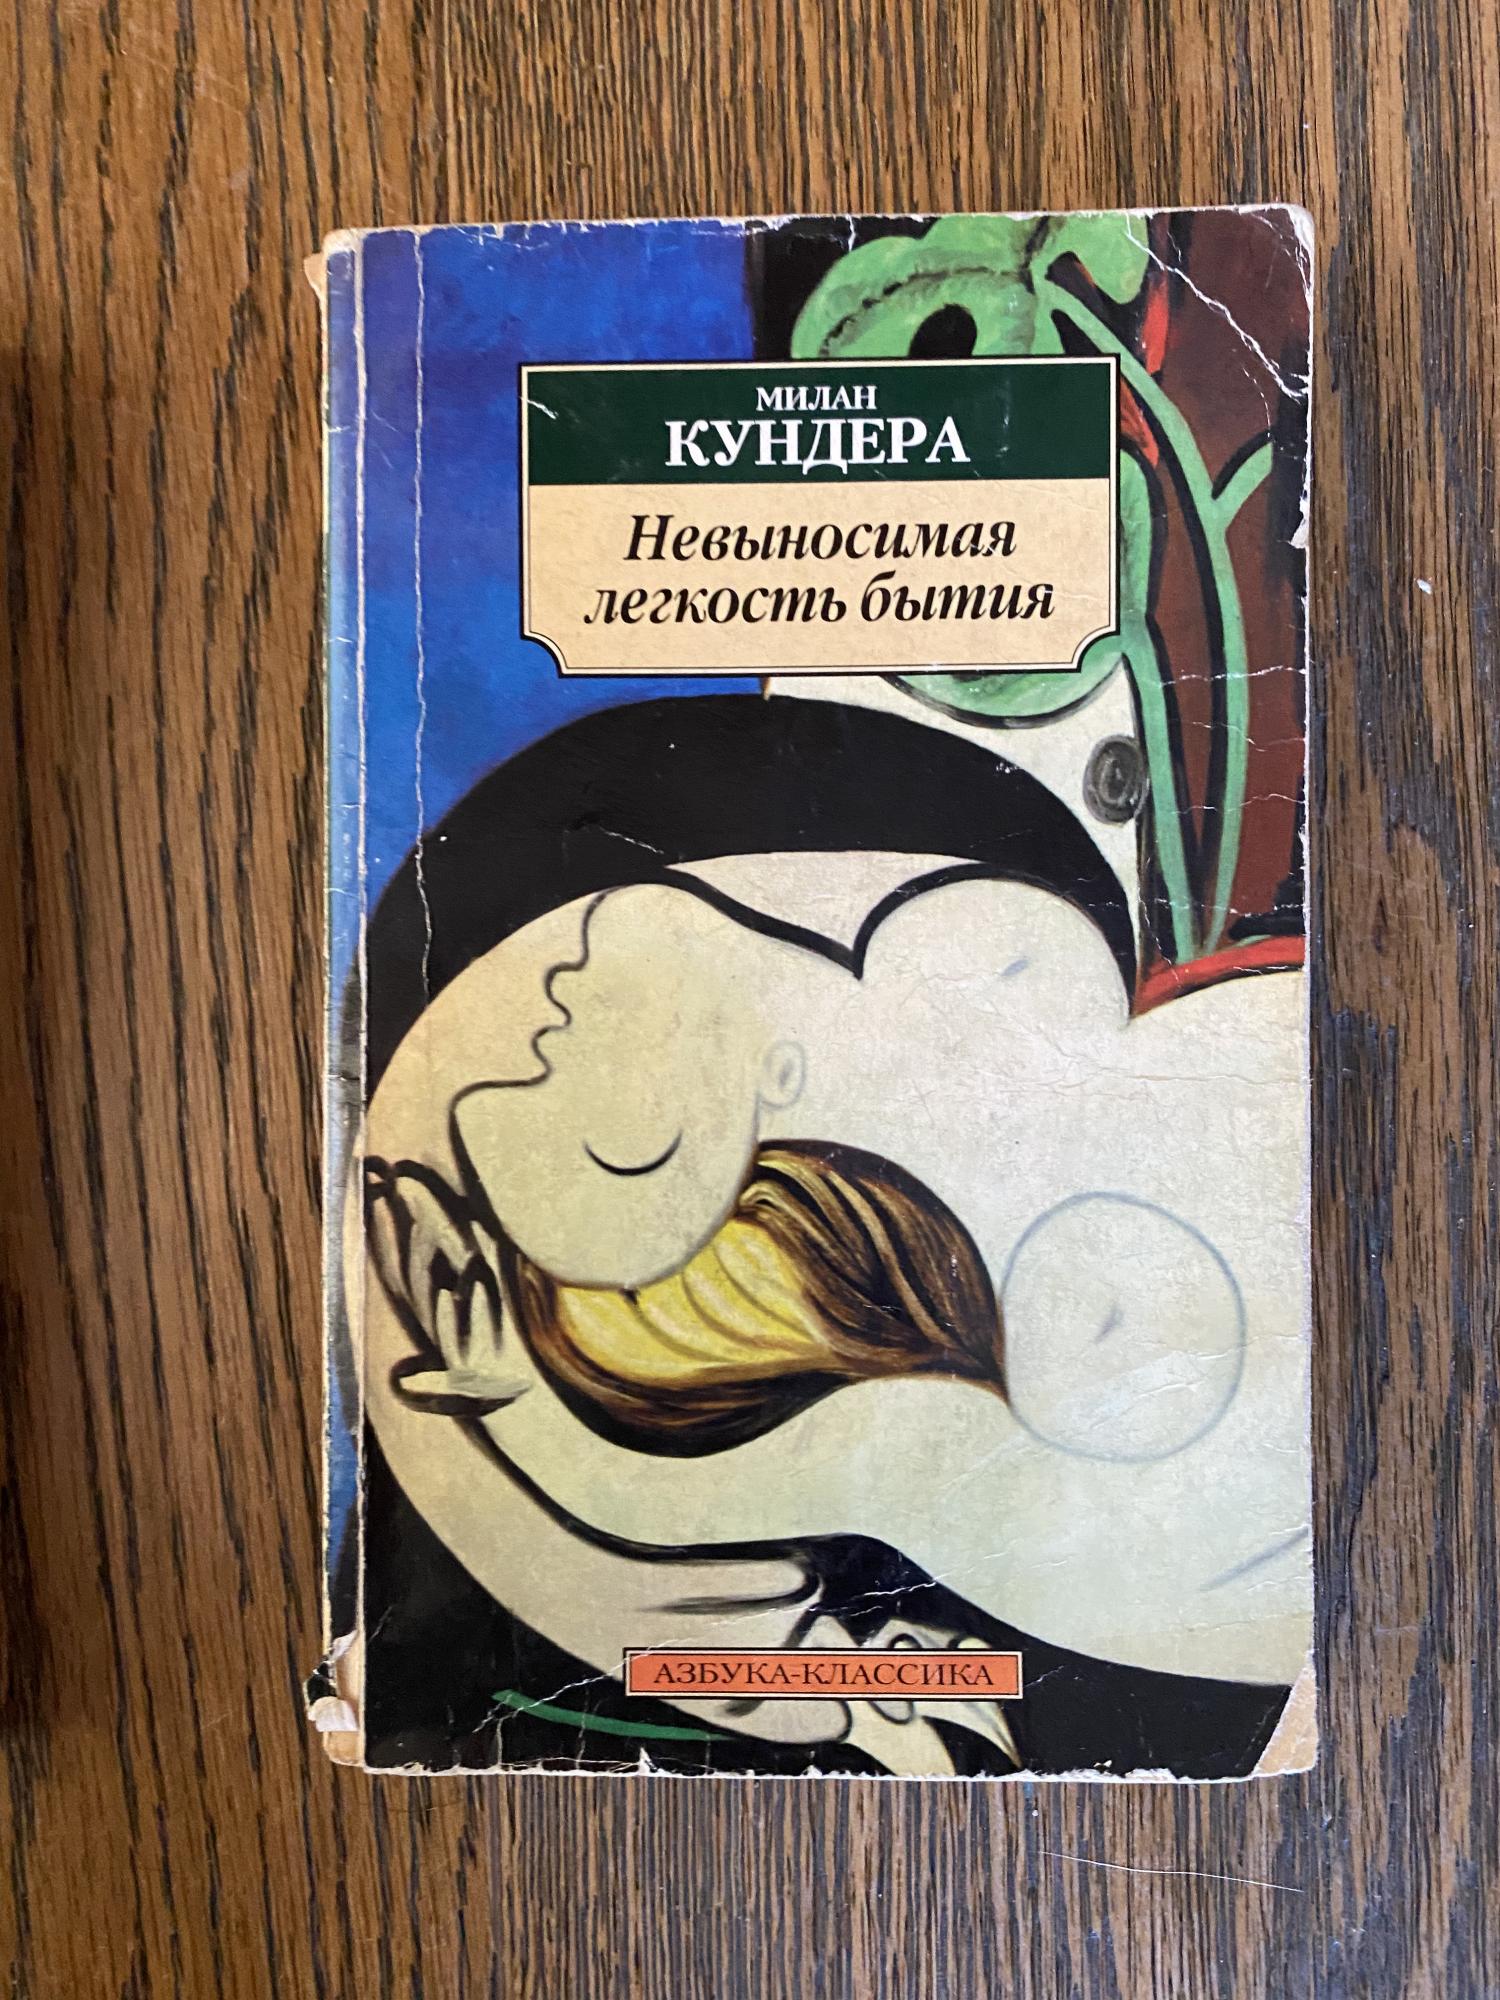 МИЛАН
КУНДЕРА
Невыносимая
легкость бытия
АЗБУКА-КЛАССИКА